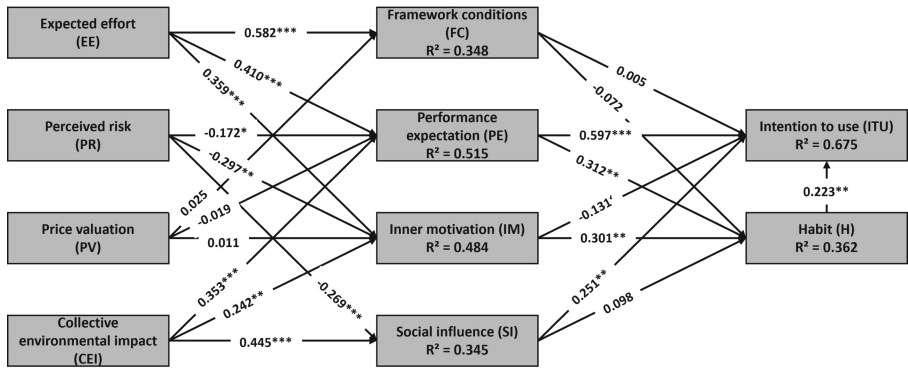 Expected effort
(EE)
Perceived risk
(PR)
Price valuation
(PV)
Collective
environmental impact
(CEI)
0.582***
0.410***
0.359***
-0.172*
-0.297**
0.025
-0.019
0.011
0.353***
0.242**
-0.269***
0.445***
Framework conditions
(FC)
R² = 0.348
Performance
expectation (PE)
R² = 0.515
Inner motivation (IM)
R² = 0.484
Social influence (SI)
R² = 0.345
0.005
-0.072
0.597***
0.312**
-0.131‘
0.301**
0.251**
0.098
Intention to use (ITU)
R² = 0.675
0.223**
Habit (H)
R² = 0.362